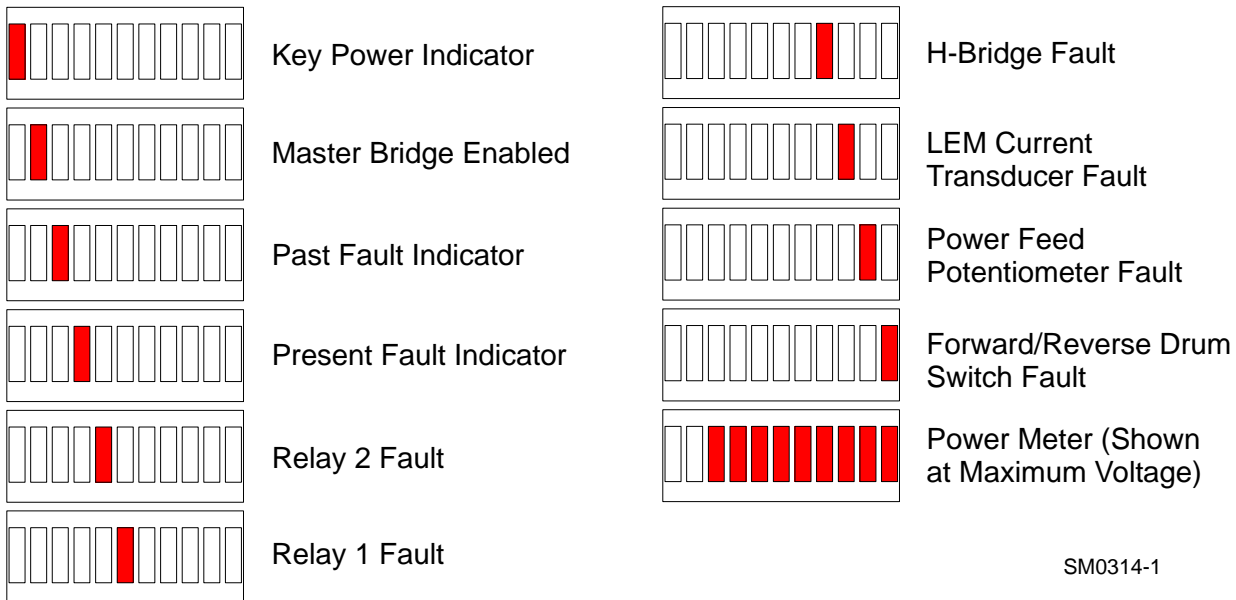 Key Power Indicator
Master Bridge Enabled
Past Fault Indicator
Present Fault Indicator
Relay 2 Fault
Relay 1 Fault
H-Bridge Fault
LEM Current
Transducer Fault
Power Feed
Potentiometer Fault
Forward/Reverse Drum
Switch Fault
Power Meter (Shown
at Maximum Voltage)
SM0314-1